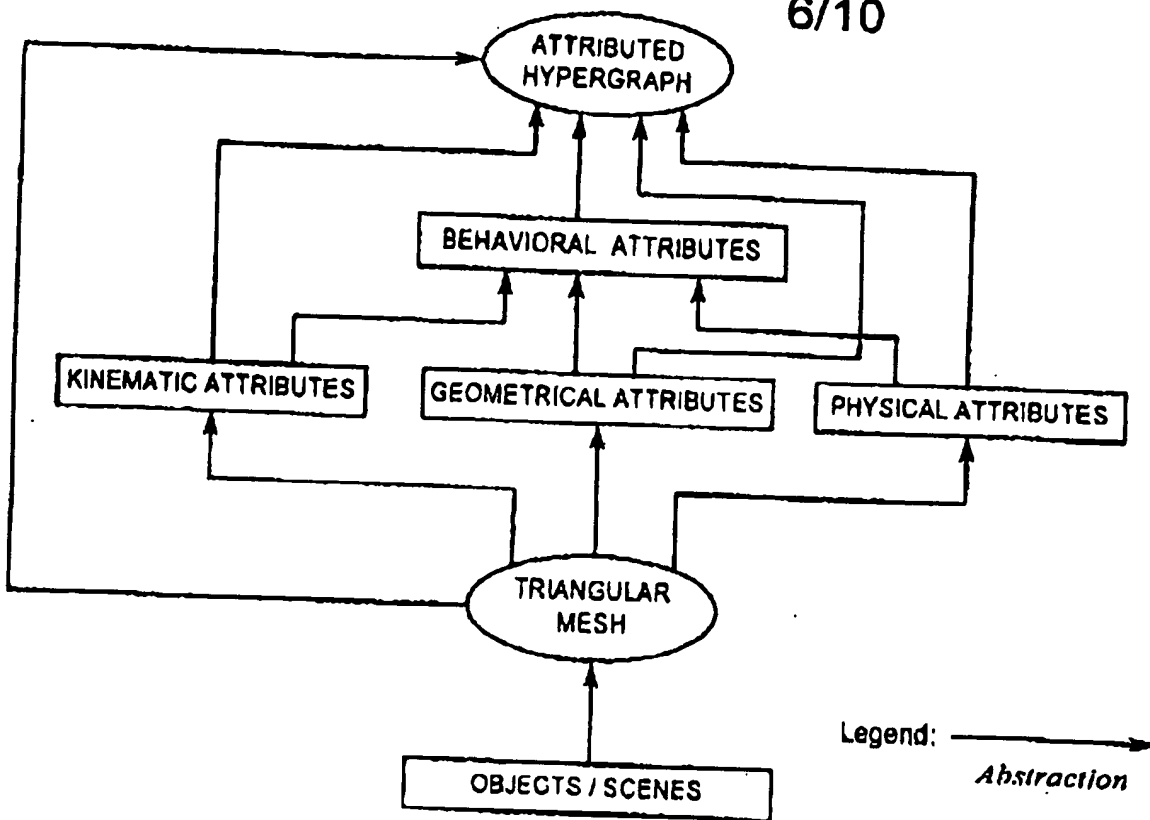 6/10
ATTRIBUTED
HYPERGRAPH
BEHAVIORAL ATTRIBUTES
KINEMATIC ATTRIBUTES
GEOMETRICAL ATTRIBUTES
PHYSICAL ATTRIBUTES
TRIANGULAR
MESH
OBJECTS / SCENES
Legend:
Abstraction